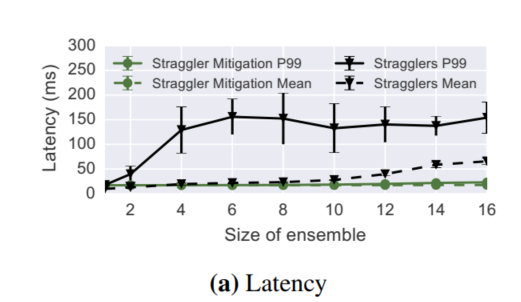 300
250
200
150
100
50
0
Latency (ms)
Straggler Mitigation P99
Straggler Mitigation Mean
Stragglers P99
Stragglers Mean
2 4 6 8 10 12 14 16
Size of ensemble
(a) Latency